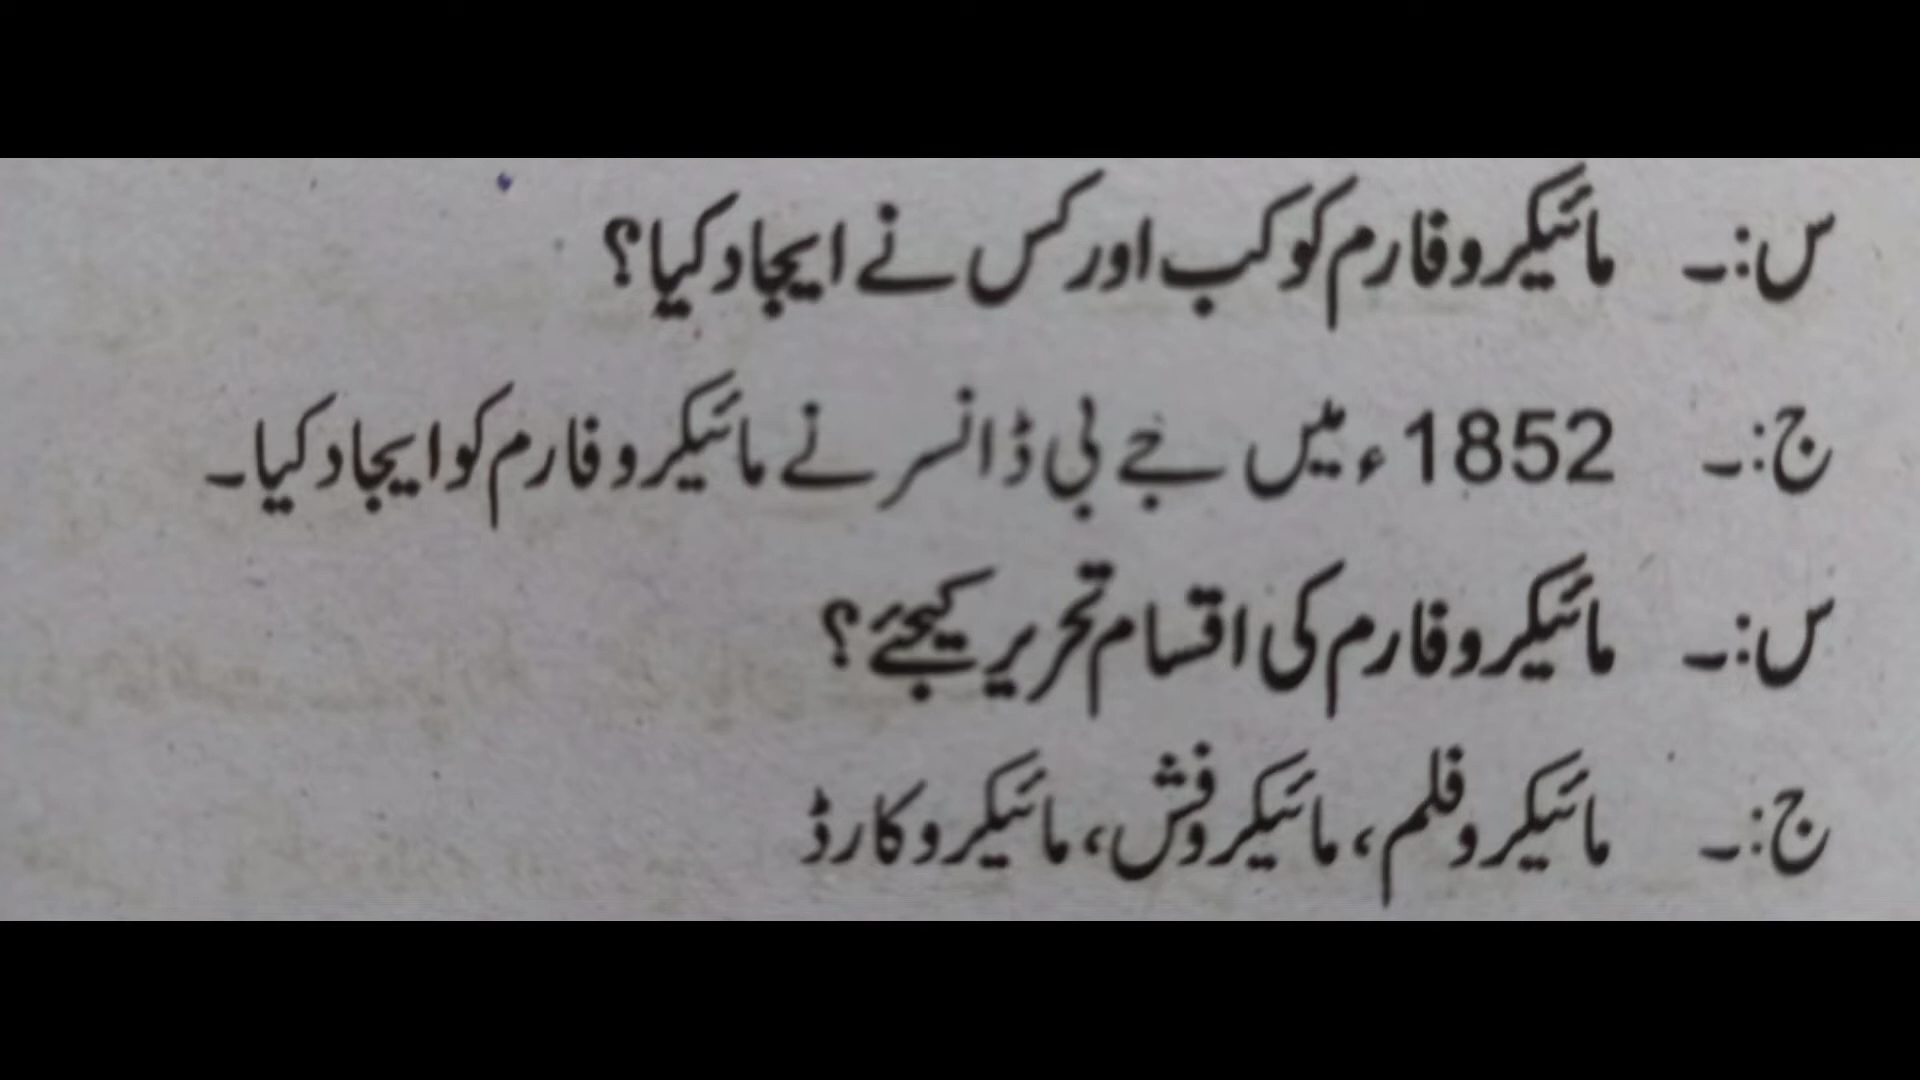 س:۔ مائیکروفارم کو کب اور کس نے ایجاد کیا؟
ج:۔ 1852ء میں جے بی ڈانسر نے مائیکروفارم کو ایجاد کیا۔
س:۔ مائیکروفارم کی اقسام تحریر کیجئے؟
ج:۔ مائیکروفلم، مائیکروفش، مائیکروکارڈ